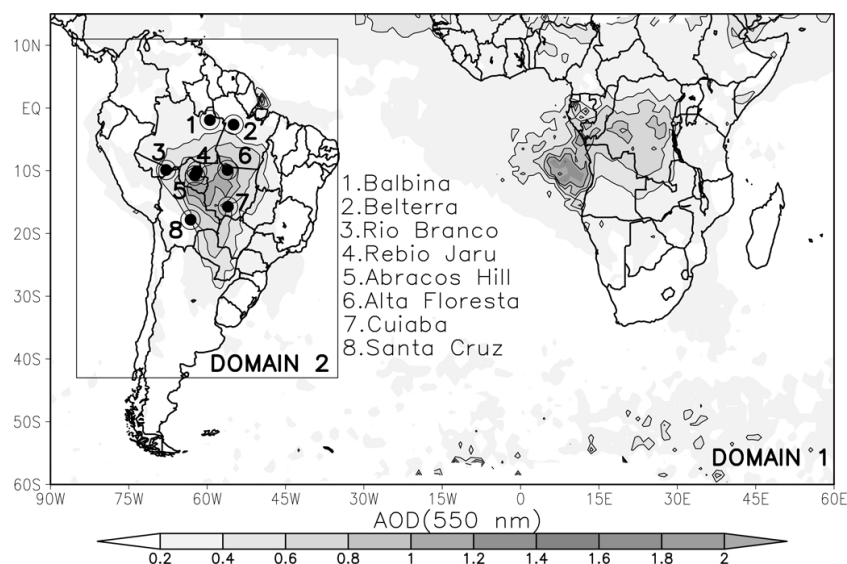 10N
EQ
10S
20S
30S
40S
50S
60S
1
2
3
4
5
6
7
8
1.Balbina
2.Belterra
3.Rio Branco
4.Rebio Jaru
5.Abracos Hill
6.Alta Floresta
7.Cuiaba
8.Santa Cruz
DOMAIN 2
DOMAIN 1
90W 75W 60W 45W 30W 15W 0 15E 30E 45E 60E
AOD(550 nm)
0.2 0.4 0.6 0.8 1 1.2 1.4 1.6 1.8 2